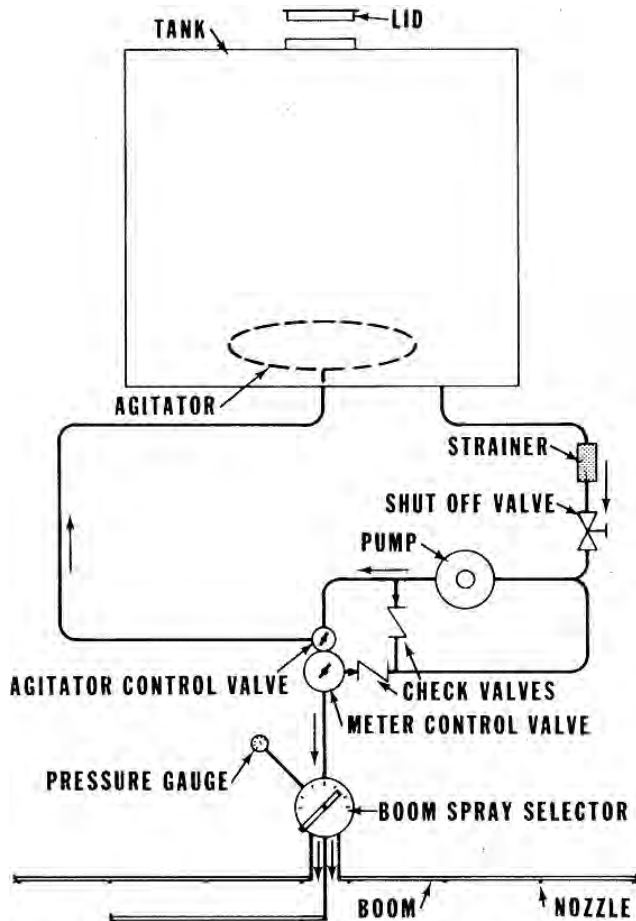 LID
TANK
AGITATOR
STRAINER
SHUT OFF VALVE
PUMP
AGITATOR CONTROL VALVE
CHECK VALVES
METER CONTROL VALVE
PRESSURE GAUGE
BOOM SPRAY SELECTOR
BOOM
NOZZLE